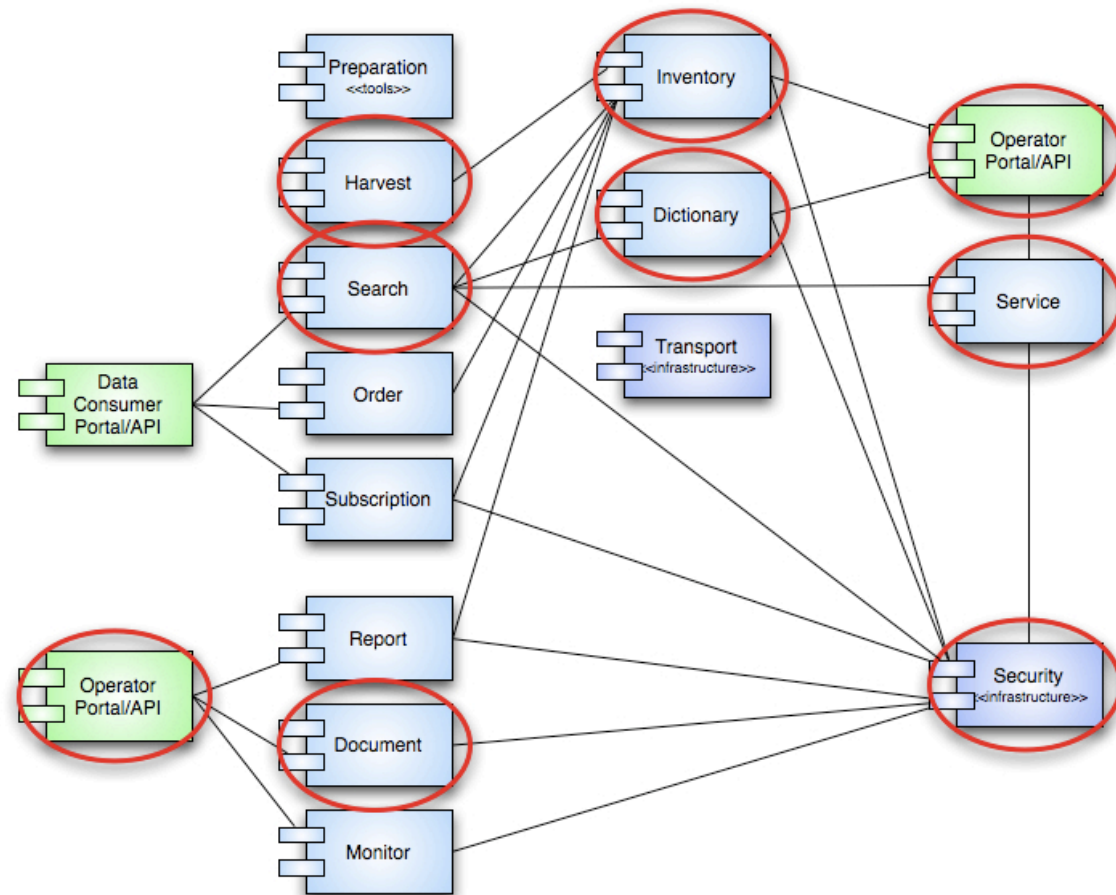 Preparation
<<tools>>
Inventory
Operator
Portal/API
Harvest
Dictionary
Search
Service
Transport
<<infrastructure>>
Data
Consumer
Portal/API
Order
Subscription
Report
Operator
Portal/API
Security
<<infrastructure>>
Document
Monitor